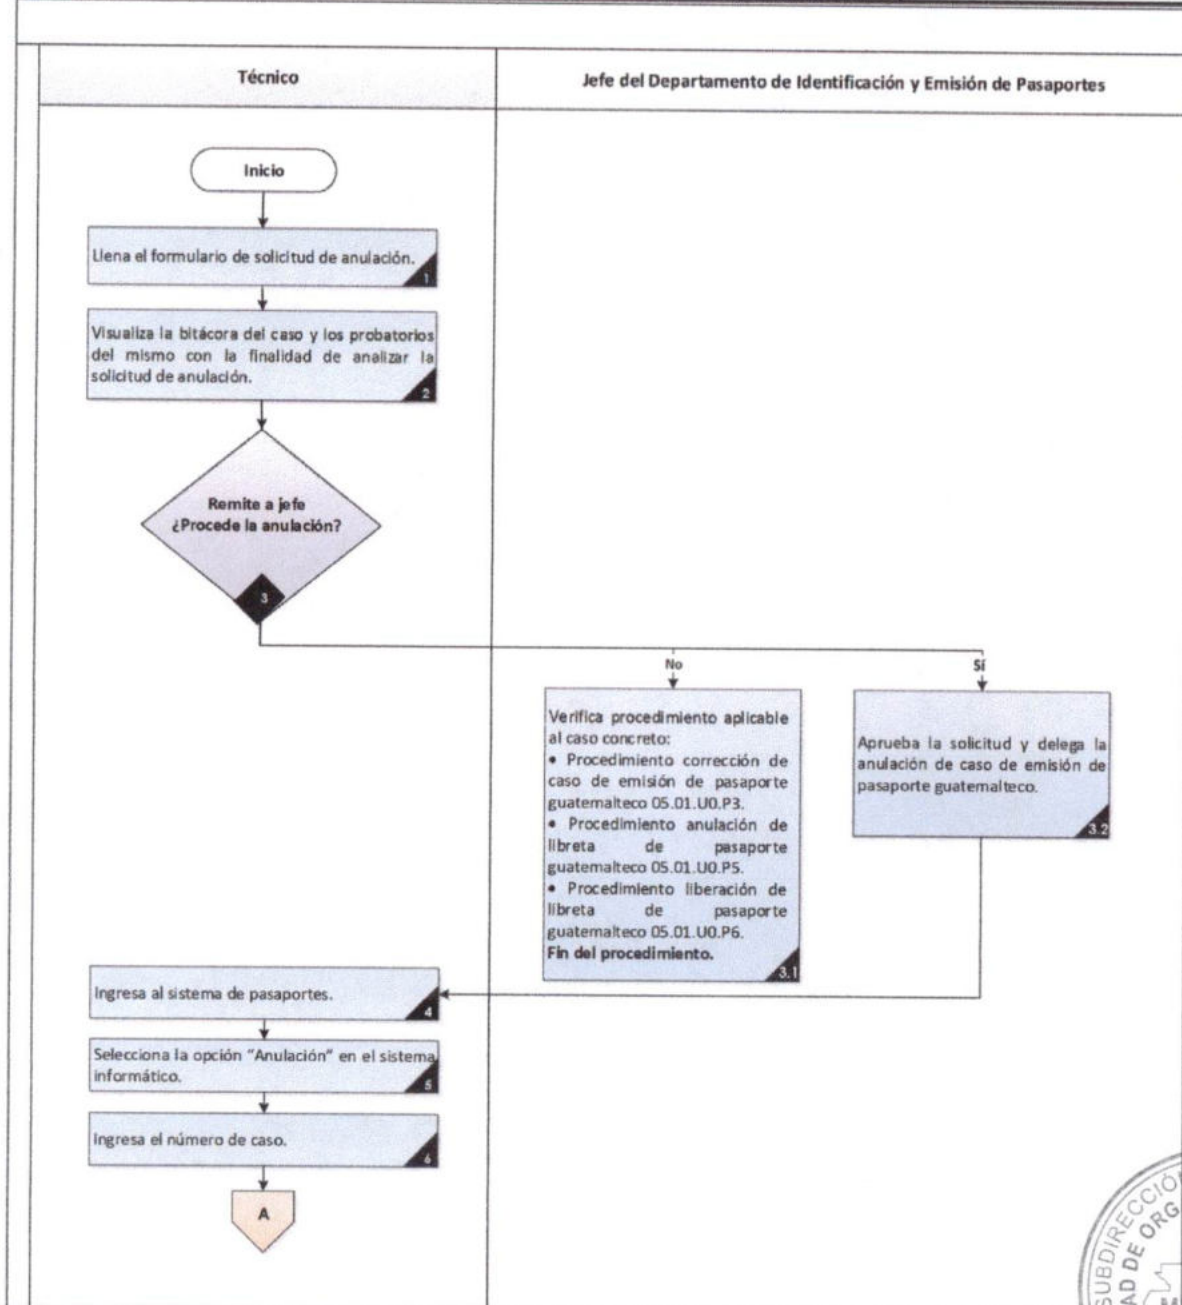 Técnico
Jefe del Departamento de Identificación y Emisión de Pasaportes
Inicio
Llena el formulario de solicitud de anulación.
1
Visualiza la bitácora del caso y los probatorios
del mismo con la finalidad de analizar la
solicitud de anulación.
2
Remite a jefe
¿Procede la anulación?
3
No
Verifica procedimiento aplicable
al caso concreto:
• Procedimiento corrección de
caso de emisión de pasaporte
guatemalteco 05.01.U0.P3.
• Procedimiento anulación de
libreta de pasaporte
guatemalteco 05.01.U0.P5.
• Procedimiento liberación de
libreta de pasaporte
guatemalteco 05.01.U0.P6.
Fin del procedimiento.
3.1
Sí
Aprueba la solicitud y delega la
anulación de caso de emisión de
pasaporte guatemalteco.
3.2
Ingresa al sistema de pasaportes.
4
Selecciona la opción "Anulación" en el sistema
informático.
5
Ingresa el número de caso.
6
A
SUBDIRECCIÓN
AD DE ORG